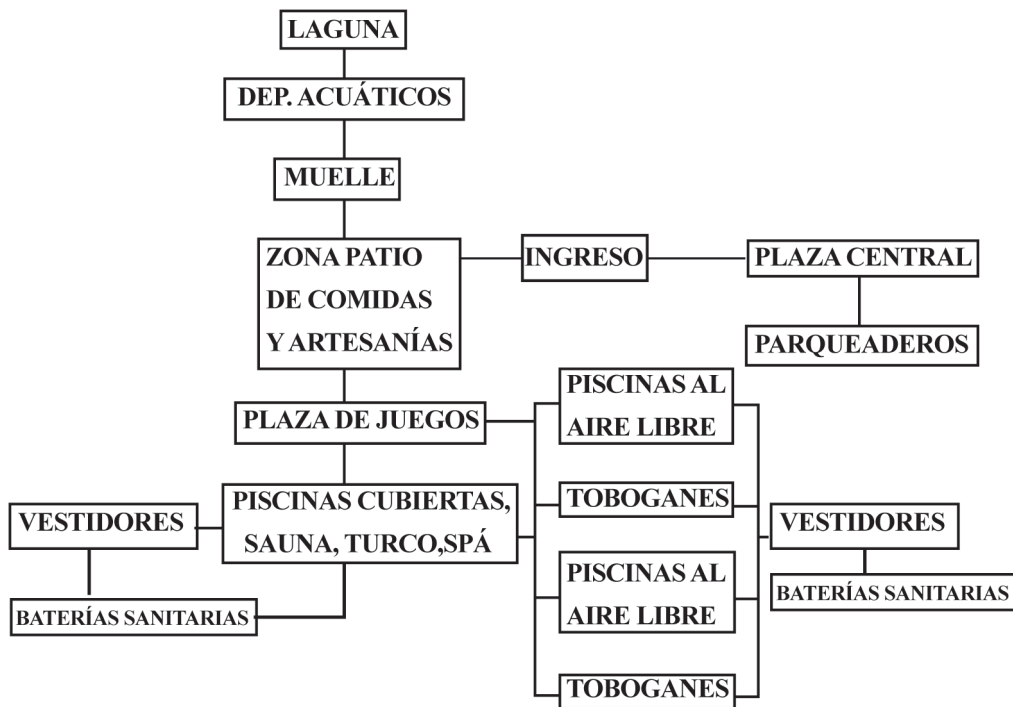 LAGUNA
DEP. ACUÁTICOS
MUELLE
ZONA PATIO
DE COMIDAS
Y ARTESANÍAS
INGRESO
PLAZA CENTRAL
PARQUEADEROS
PLAZA DE JUEGOS
PISCINAS AL
AIRE LIBRE
VESTIDORES
PISCINAS CUBIERTAS,
SAUNA, TURCO,SPÁ
TOBOGANES
VESTIDORES
BATERÍAS SANITARIAS
PISCINAS AL
AIRE LIBRE
BATERÍAS SANITARIAS
TOBOGANES